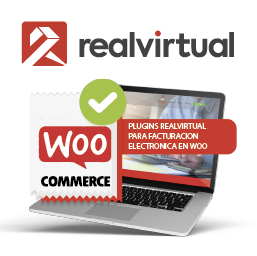 realvirtual
PLUGINS REALVIRTUAL
PARA FACTURACION
ELECTRONICA EN WOO
WOO
COMMERCE